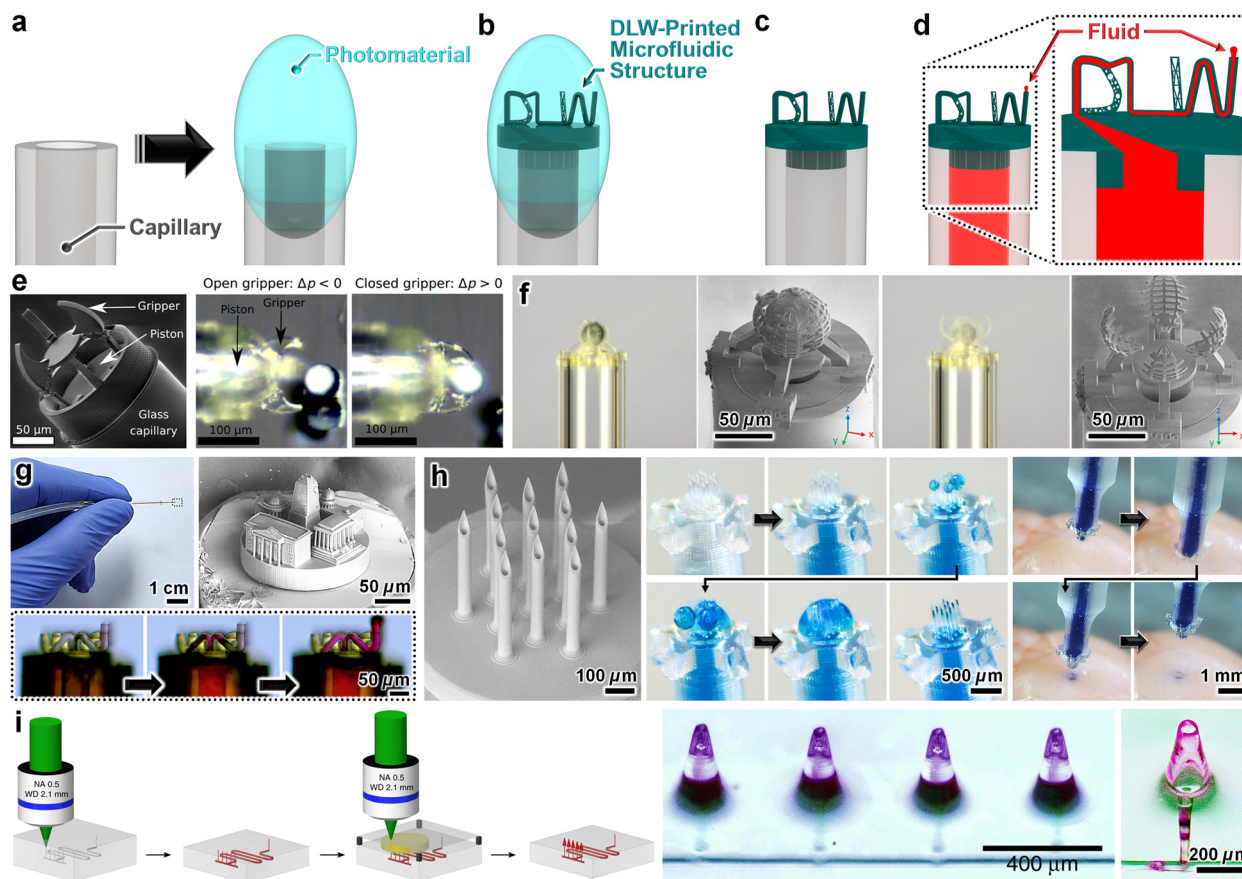 a
Photomaterial
Capillary
b
DLW-Printed
Microfluidic
Structure
c
d
Fluid
e
Gripper
Piston
Glass
capillary
50 µm
Open gripper: Δp < 0
Piston
Gripper
100 µm
Closed gripper: Δp > 0
100 µm
f
50 µm
z
x
y
50 µm
z
x
y
g
1 cm
50 µm
50 µm
h
100 µm
500 µm
1 mm
i
NA 0.5
WD 2.1 mm
NA 0.5
WD 2.1 mm
400 µm
200 µm